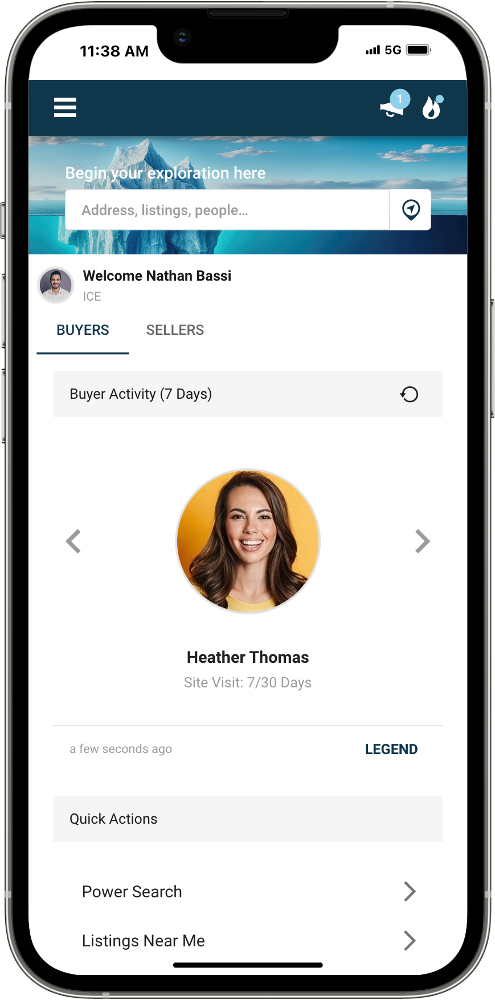 11:38 AM
5G
1
Begin your exploration here
Address, listings, people...
Welcome Nathan Bassi
ICE
BUYERS
SELLERS
Buyer Activity (7 Days)
Heather Thomas
Site Visit: 7/30 Days
a few seconds ago
LEGEND
Quick Actions
Power Search
Listings Near Me